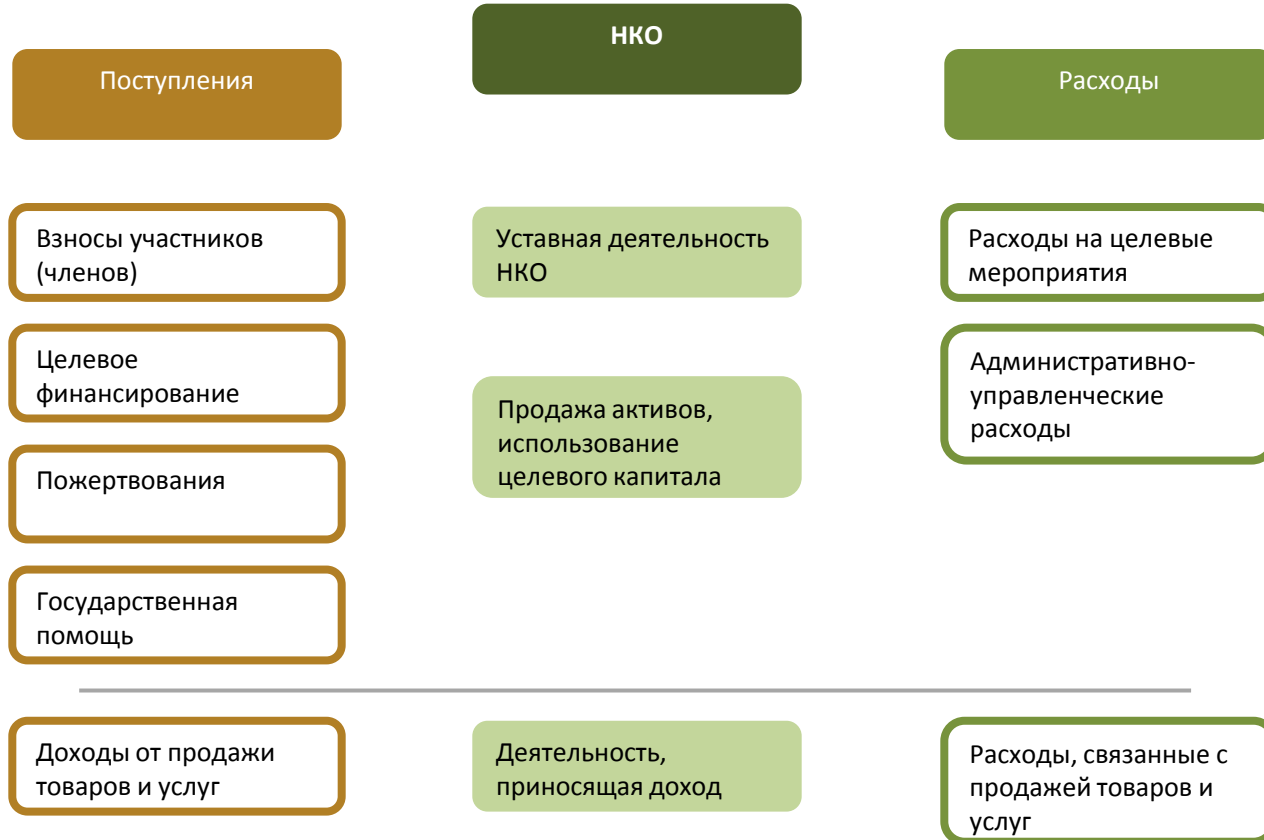 НКО
Поступления
Расходы
Взносы участников
(членов)
Уставная деятельность
НКО
Расходы на целевые
мероприятия
Целевое
финансирование
Продажа активов,
использование
целевого капитала
Административно-
управленческие
расходы
Пожертвования
Государственная
помощь
Доходы от продажи
товаров и услуг
Деятельность,
приносящая доход
Расходы, связанные с
продажей товаров и
услуг